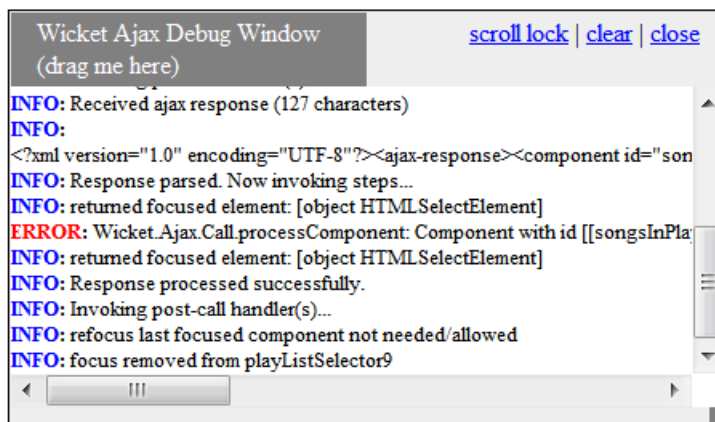 Wicket Ajax Debug Window
(drag me here)
scroll lock | clear | close
INFO: Received ajax response (127 characters)
INFO:
<?xml version="1.0" encoding="UTF-8"?><ajax-response><component id="son
INFO: Response parsed. Now invoking steps...
INFO: returned focused element: [object HTMLSelectElement]
ERROR: Wicket.Ajax.Call.processComponent: Component with id [[songsInPla
INFO: returned focused element: [object HTMLSelectElement]
INFO: Response processed successfully.
INFO: Invoking post-call handler(s)...
INFO: refocus last focused component not needed/allowed
INFO: focus removed from playListSelector9